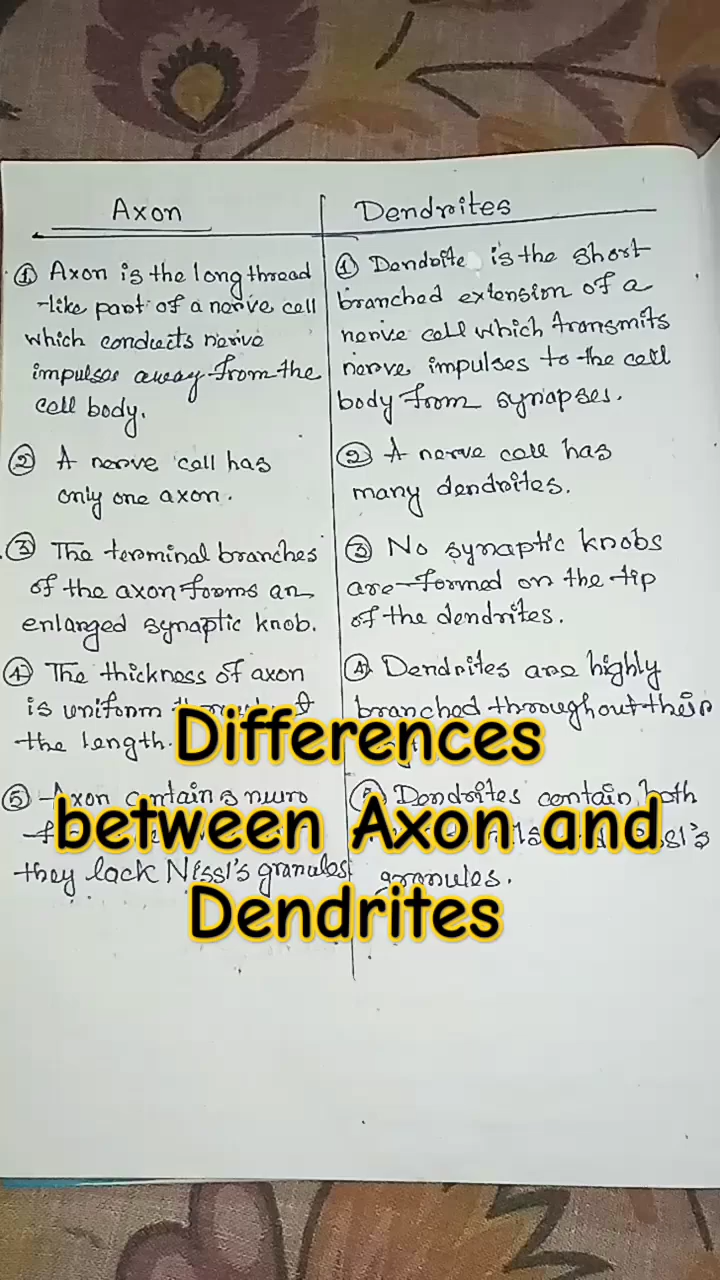 Axon
Dendrites
① Axon is the long thread
-like part of a nerve cell
which conducts nerve
impulses away from the
cell body.
② A nerve cell has
only one axon.
③ The terminal branches
of the axon forms an
enlarged synaptic knob.
④ The thickness of axon
is uniform
the length.
⑤ Axon contains neuro
they lack Nissl's granules
① Dendrite is the short
branched extension of a
nerve cell which transmits
nerve impulses to the cell
body from synapses.
② A nerve cell has
many dendrites.
③ No synaptic knobs
are formed on the tip
of the dendrites.
④ Dendrites are highly
branched throughout their
⑤ Dendrites contain both
granules.
Differences
between Axon and
Dendrites